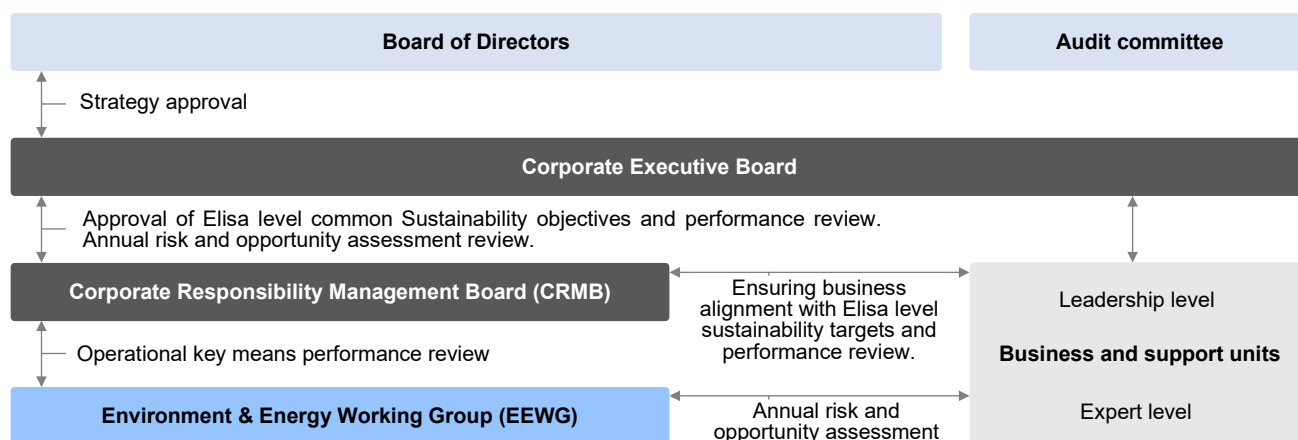 Board of Directors
Audit committee
Strategy approval
Corporate Executive Board
Approval of Elisa level common Sustainability objectives and performance review.
Annual risk and opportunity assessment review.
Corporate Responsibility Management Board (CRMB)
Ensuring business
alignment with Elisa level
sustainability targets and
performance review.
Leadership level
Business and support units
Operational key means performance review
Environment & Energy Working Group (EEWG)
Annual risk and
opportunity assessment
Expert level